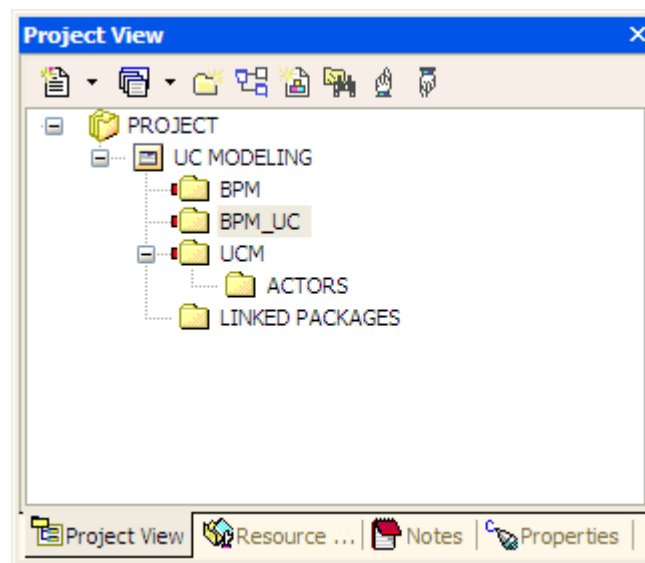 Project View
PROJECT
UC MODELING
BPM
BPM_UC
UCM
ACTORS
LINKED PACKAGES
Project View Resource ... Notes Properties